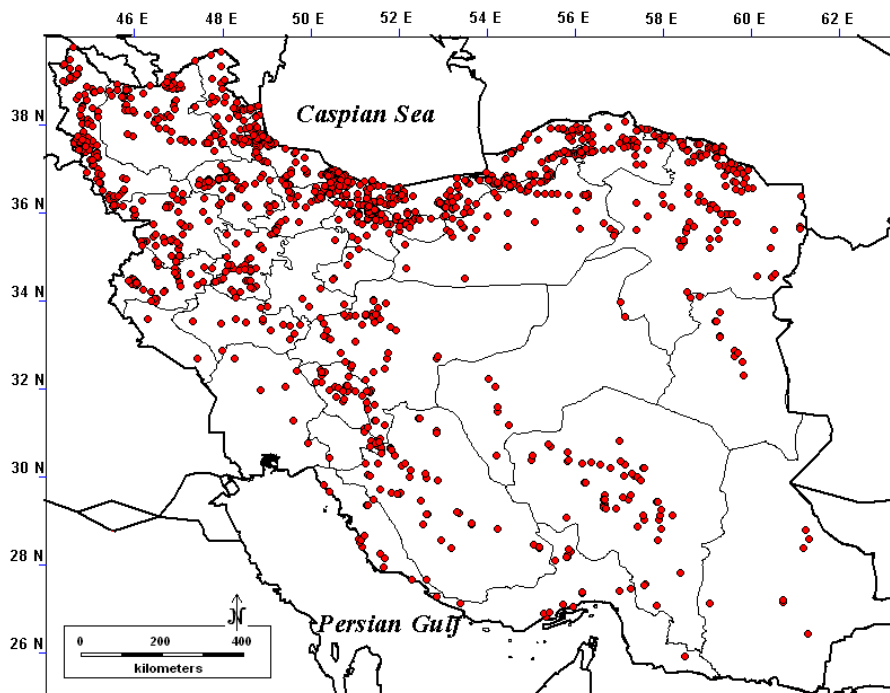 46 E 48 E 50 E 52 E 54 E 56 E 58 E 60 E 62 E
Caspian Sea
38 N
36 N
34 N
32 N
30 N
28 N
26 N
Persian Gulf
N
0 200 400
kilometers